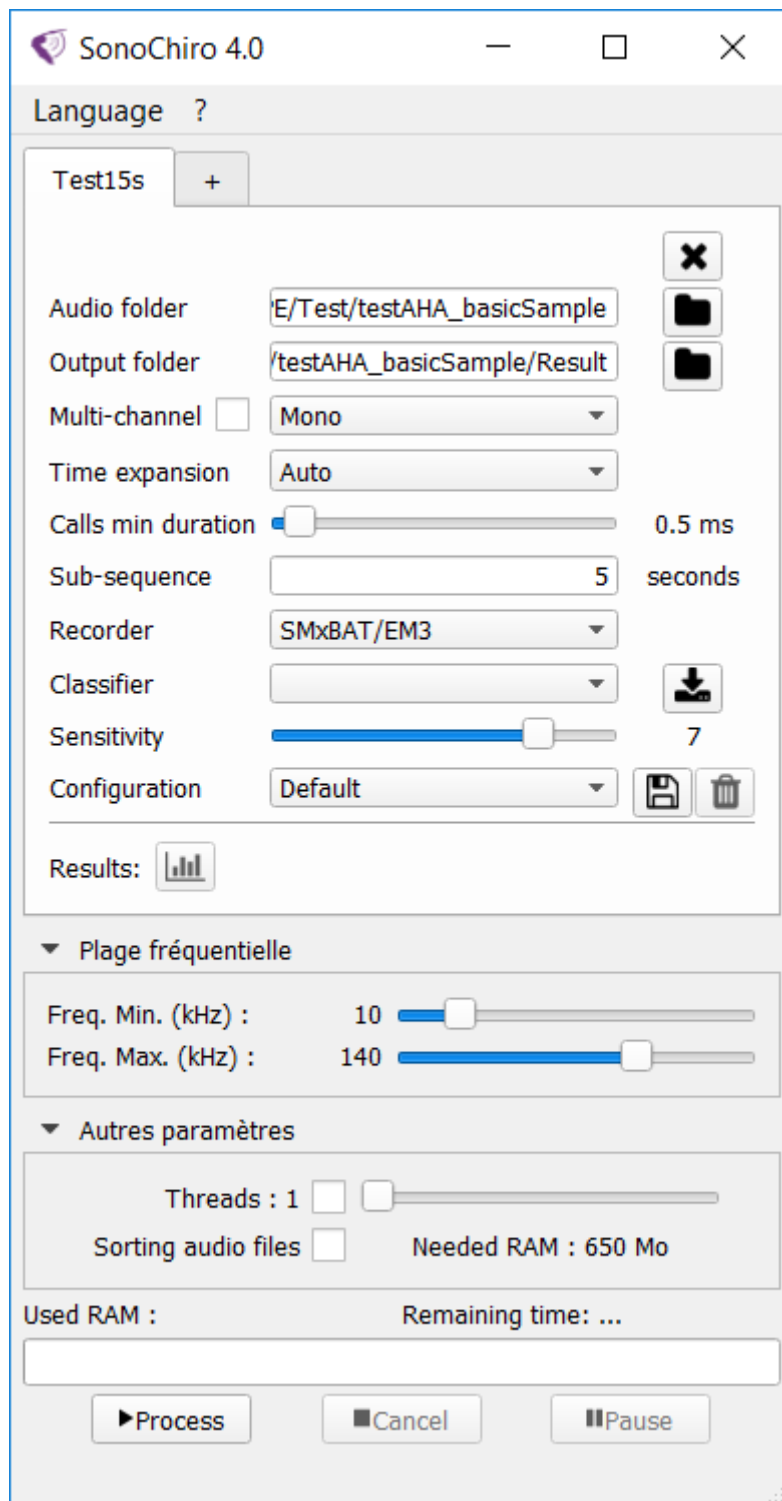 SonoChiro 4.0
Language ?
Test15s +
Audio folder E/Test/testAHA_basicSample
Output folder /testAHA_basicSample/Result
Multi-channel Mono
Time expansion Auto
Calls min duration 0.5 ms
Sub-sequence 5 seconds
Recorder SMxBAT/EM3
Classifier
Sensitivity 7
Configuration Default
Results:
Plage fréquentielle
Freq. Min. (kHz) : 10
Freq. Max. (kHz) : 140
Autres paramètres
Threads : 1
Sorting audio files Needed RAM : 650 Mo
Used RAM : Remaining time: ...
Process Cancel Pause